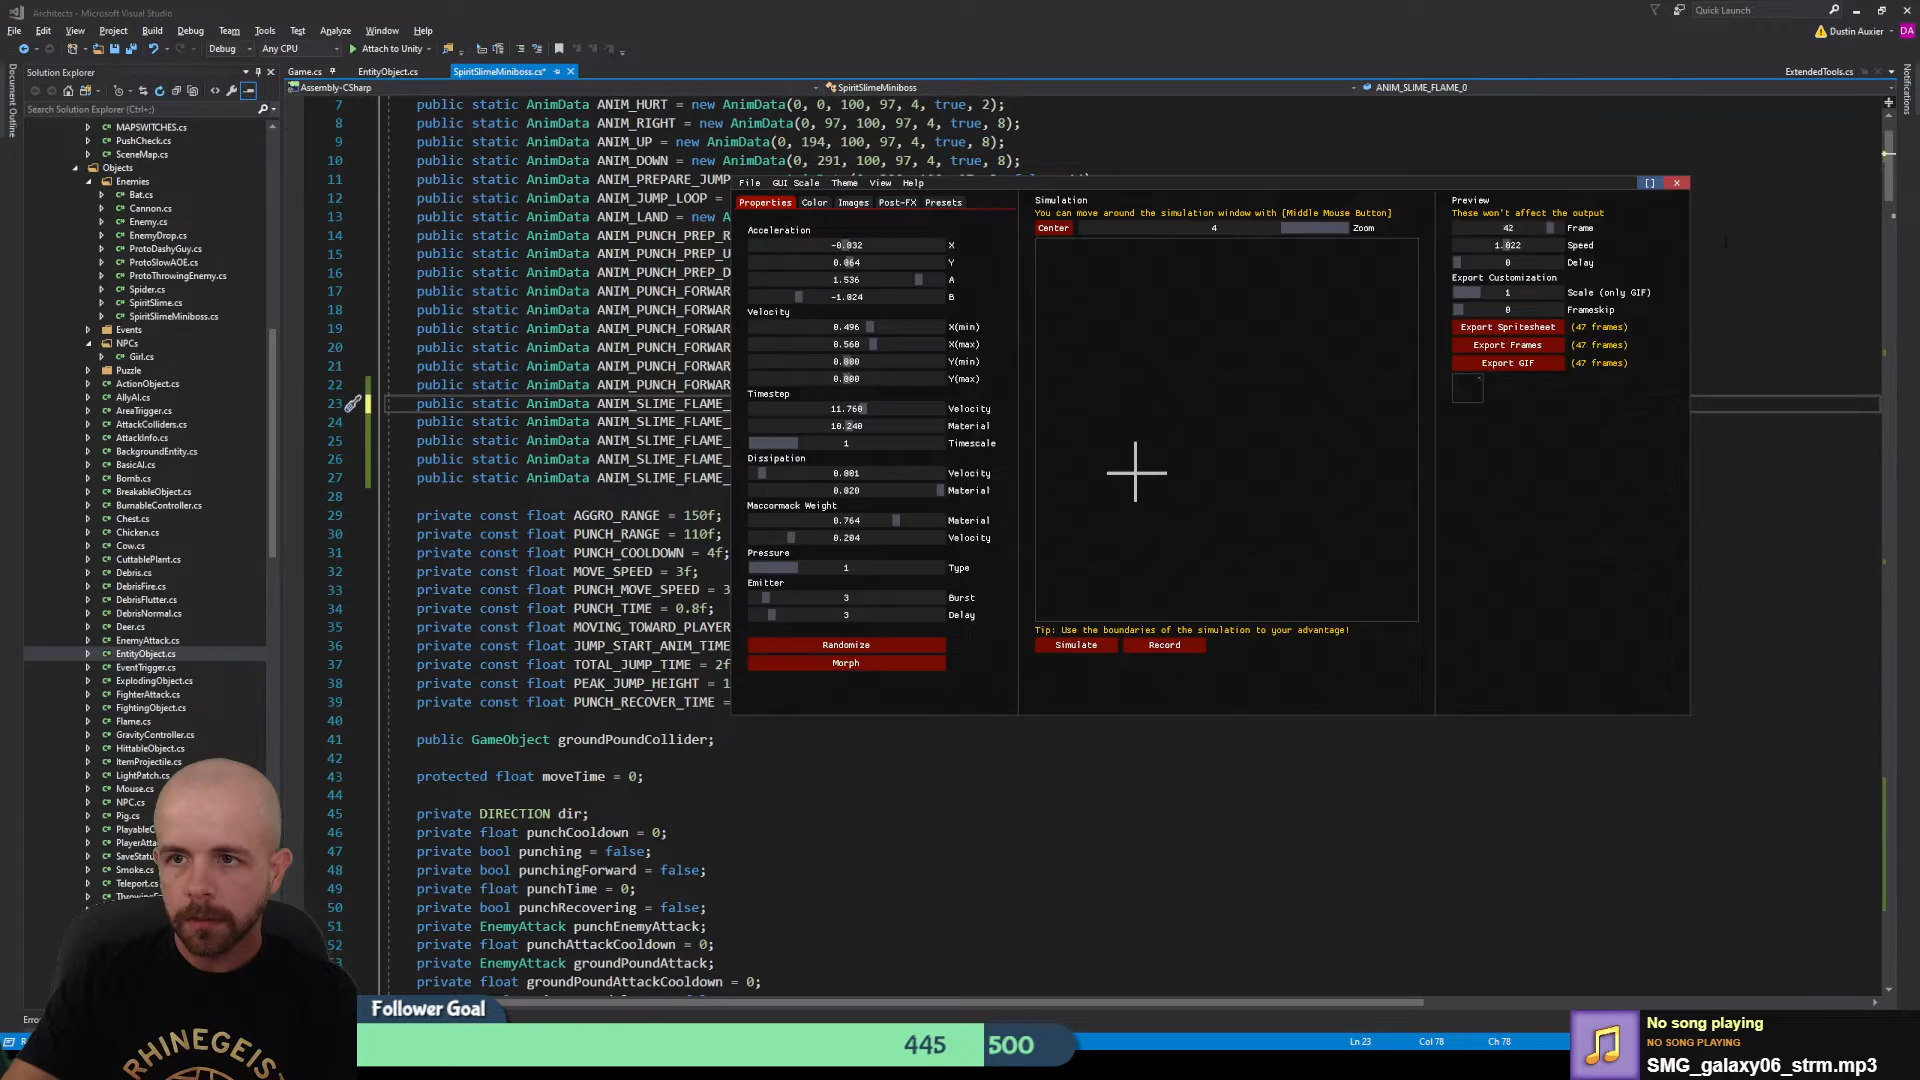 Architects - Microsoft Visual Studio
Quick Launch
File Edit View Project Build Debug Team Tools Test Analyze Window Help
Dustin Auxier DA
Debug Any CPU Attach to Unity
Document Outline
Notifications
Solution Explorer
Search Solution Explorer (Ctrl+;)
MAPSWITCHES.cs
PushCheck.cs
SceneMap.cs
Objects
Enemies
Bat.cs
Cannon.cs
Enemy.cs
EnemyDrop.cs
ProtoDashyGuy.cs
ProtoSlowAOE.cs
ProtoThrowingEnemy.cs
Spider.cs
SpiritSlime.cs
SpiritSlimeMiniboss.cs
Events
NPCs
Girl.cs
Puzzle
ActionObject.cs
AllyAI.cs
AreaTrigger.cs
AttackColliders.cs
AttackInfo.cs
BackgroundEntity.cs
BasicAI.cs
Bomb.cs
BreakableObject.cs
BurnableController.cs
Chest.cs
Chicken.cs
Cow.cs
CuttablePlant.cs
Debris.cs
DebrisFire.cs
DebrisFlutter.cs
DebrisNormal.cs
Deer.cs
EnemyAttack.cs
EntityObject.cs
EventTrigger.cs
ExplodingObject.cs
FighterAttack.cs
FightingObject.cs
Flame.cs
GravityController.cs
HittableObject.cs
ItemProjectile.cs
LightPatch.cs
Mouse.cs
NPC.cs
Pig.cs
PlayableC
PlayerAtta
SaveStatu
Smoke.cs
Teleport.cs
Game.cs EntityObject.cs SpiritSlimeMiniboss.cs* ExtendedTools.cs
Assembly-CSharp SpiritSlimeMiniboss ANIM_SLIME_FLAME_0
7 public static AnimData ANIM_HURT = new AnimData(0, 0, 100, 97, 4, true, 2);
8 public static AnimData ANIM_RIGHT = new AnimData(0, 97, 100, 97, 4, true, 8);
9 public static AnimData ANIM_UP = new AnimData(0, 194, 100, 97, 4, true, 8);
10 public static AnimData ANIM_DOWN = new AnimData(0, 291, 100, 97, 4, true, 8);
11 public static AnimData ANIM_PREPARE_JUMP
12 public static AnimData ANIM_JUMP_LOOP =
13 public static AnimData ANIM_LAND = new A
14 public static AnimData ANIM_PUNCH_PREP_R
15 public static AnimData ANIM_PUNCH_PREP_U
16 public static AnimData ANIM_PUNCH_PREP_D
17 public static AnimData ANIM_PUNCH_FORWAR
18 public static AnimData ANIM_PUNCH_FORWAR
19 public static AnimData ANIM_PUNCH_FORWAR
20 public static AnimData ANIM_PUNCH_FORWAR
21 public static AnimData ANIM_PUNCH_FORWAR
22 public static AnimData ANIM_PUNCH_FORWAR
23 public static AnimData ANIM_SLIME_FLAME_
24 public static AnimData ANIM_SLIME_FLAME_
25 public static AnimData ANIM_SLIME_FLAME_
26 public static AnimData ANIM_SLIME_FLAME_
27 public static AnimData ANIM_SLIME_FLAME_
28
29 private const float AGGRO_RANGE = 150f;
30 private const float PUNCH_RANGE = 110f;
31 private const float PUNCH_COOLDOWN = 4f;
32 private const float MOVE_SPEED = 3f;
33 private const float PUNCH_MOVE_SPEED = 3
34 private const float PUNCH_TIME = 0.8f;
35 private const float MOVING_TOWARD_PLAYER
36 private const float JUMP_START_ANIM_TIME
37 private const float TOTAL_JUMP_TIME = 2f
38 private const float PEAK_JUMP_HEIGHT = 1
39 private const float PUNCH_RECOVER_TIME =
40
41 public GameObject groundPoundCollider;
42
43 protected float moveTime = 0;
44
45 private DIRECTION dir;
46 private float punchCooldown = 0;
47 private bool punching = false;
48 private bool punchingForward = false;
49 private float punchTime = 0;
50 private bool punchRecovering = false;
51 private EnemyAttack punchEnemyAttack;
52 private float punchAttackCooldown = 0;
private EnemyAttack groundPoundAttack;
54 private float groundPoundAttackCooldown = 0;
File GUI Scale Theme View Help
Properties Color Images Post-FX Presets
Acceleration
-0.032 X
0.064 Y
1.536 A
-1.024 B
Velocity
0.496 X(min)
0.560 X(max)
0.000 Y(min)
0.000 Y(max)
Timestep
11.760 Velocity
10.240 Material
1 Timescale
Dissipation
0.001 Velocity
0.020 Material
Maccormack Weight
0.764 Material
0.204 Velocity
Pressure
1 Type
Emitter
3 Burst
3 Delay
Randomize
Morph
Simulation
You can move around the simulation window with [Middle Mouse Button]
Center 4 Zoom
Tip: Use the boundaries of the simulation to your advantage!
Simulate Record
Preview
These won't affect the output
42 Frame
1.022 Speed
0 Delay
Export Customization
1 Scale (only GIF)
0 Frameskip
Export Spritesheet (47 frames)
Export Frames (47 frames)
Export GIF (47 frames)
Ln 23 Col 78 Ch 78
Follower Goal
445 500
RHINEGEIST
No song playing
NO SONG PLAYING
SMG_galaxy06_strm.mp3